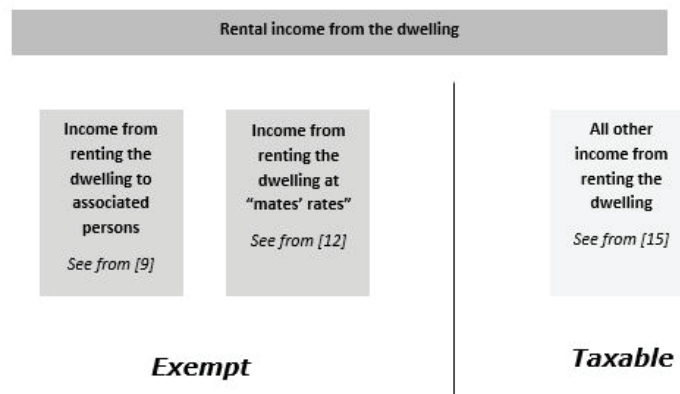 Rental income from the dwelling
Income from
renting the
dwelling to
associated
persons
See from [9]
Income from
renting the
dwelling at
“mates’ rates”
See from [12]
All other
income from
renting the
dwelling
See from [15]
Exempt
Taxable